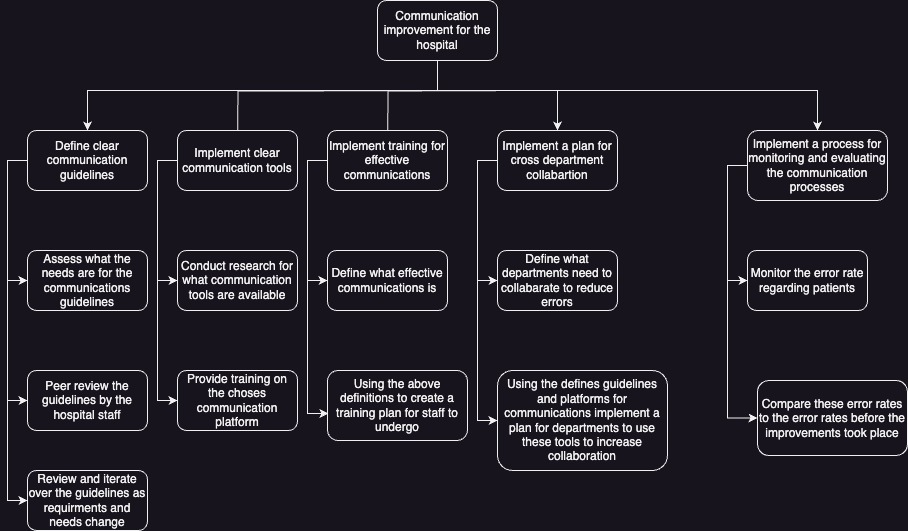 Communication
improvement for the
hospital
Define clear
communication
guidelines
Implement clear
communication tools
Implement training for
effective
communications
Implement a plan for
cross department
collabartion
Implement a process for
monitoring and evaluating
the communication
processes
Assess what the
needs are for the
communications
guidelines
Conduct research for
what communication
tools are available
Define what effective
communications is
Define what
departments need to
collabarate to reduce
errors
Monitor the error rate
regarding patients
Peer review the
guidelines by the
hospital staff
Provide training on
the choses
communication
platform
Using the above
definitions to create a
training plan for staff to
undergo
Using the defines guidelines
and platforms for
communications implement a
plan for departments to use
these tools to increase
collaboration
Compare these error rates
to the error rates before the
improvements took place
Review and iterate
over the guidelines as
requirments and
needs change